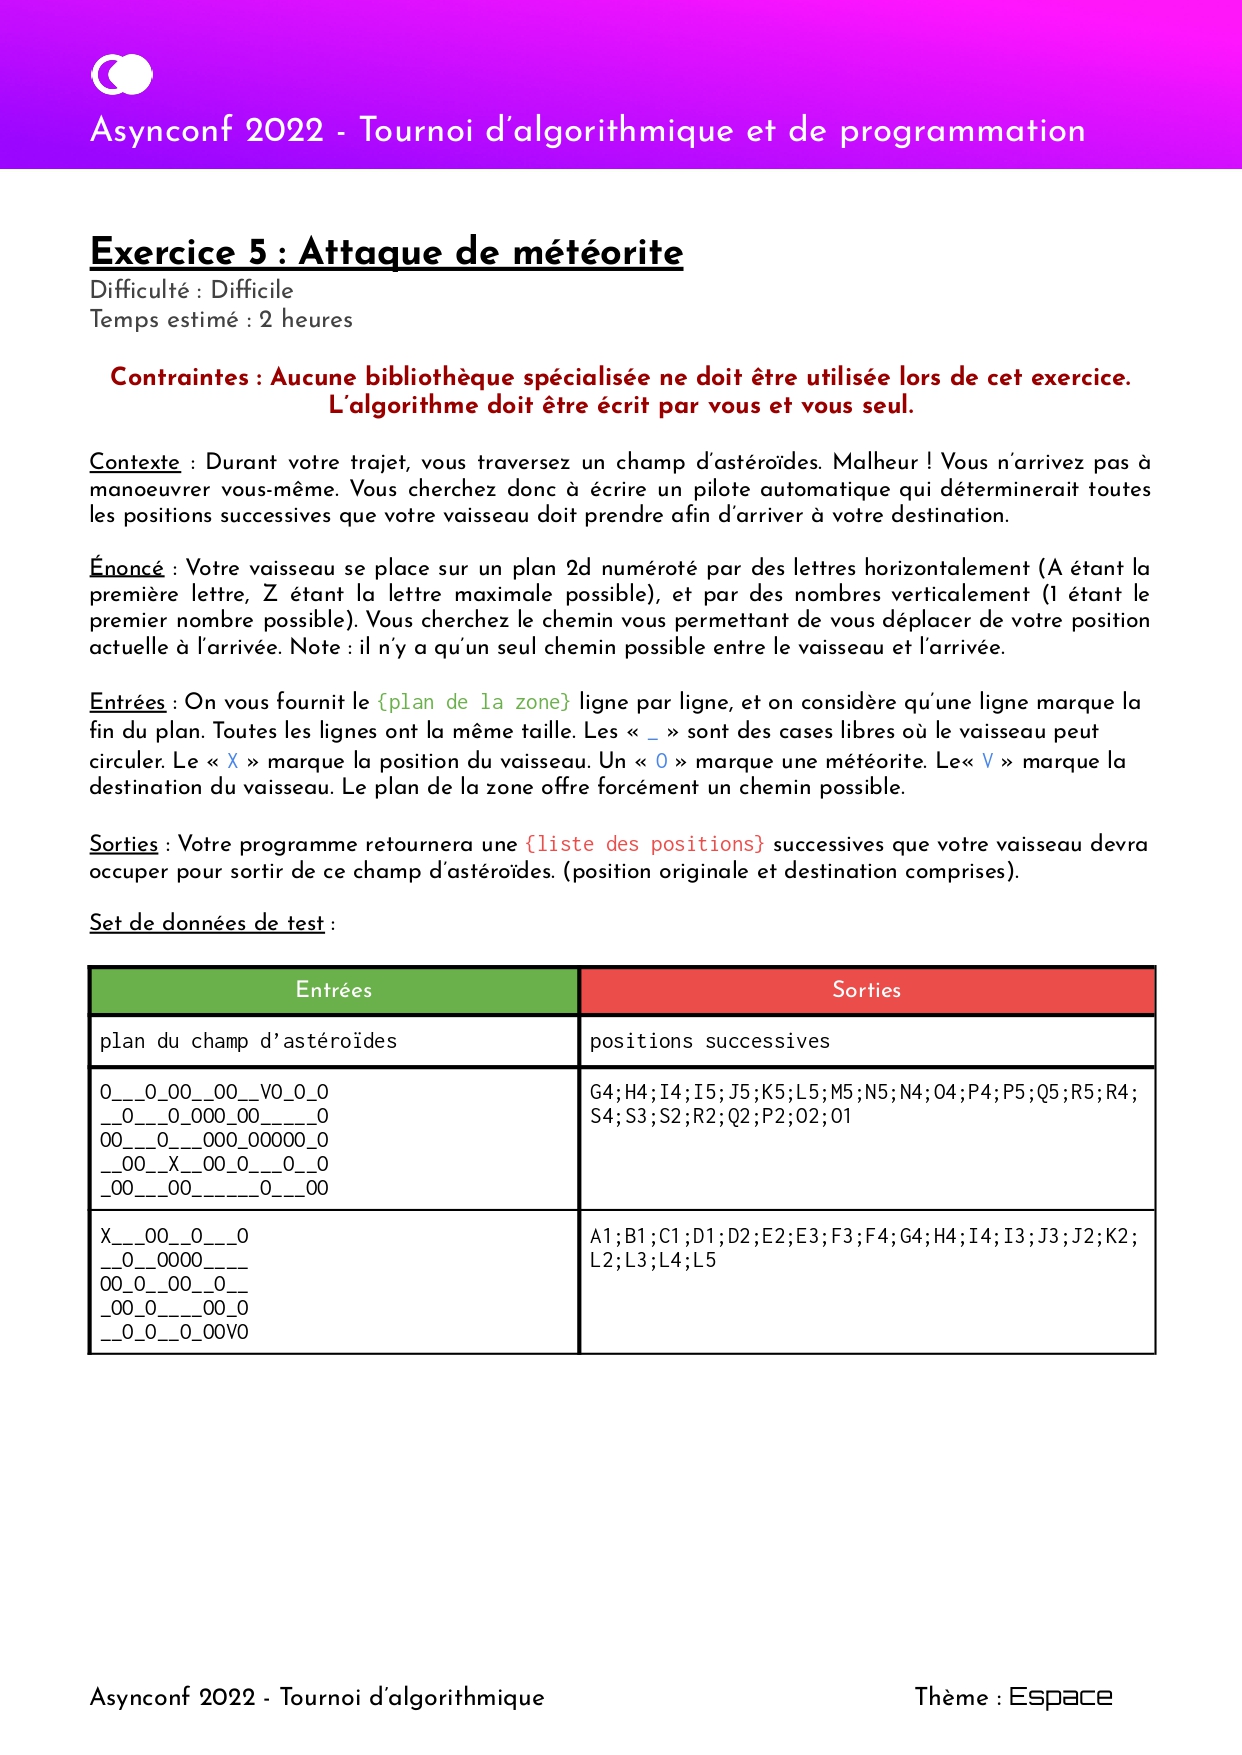 Asynconf 2022 - Tournoi d'algorithmique et de programmation
Exercice 5 : Attaque de météorite
Difficulté : Difficile
Temps estimé : 2 heures
Contraintes : Aucune bibliothèque spécialisée ne doit être utilisée lors de cet exercice.
L'algorithme doit être écrit par vous et vous seul.
Contexte : Durant votre trajet, vous traversez un champ d'astéroïdes. Malheur ! Vous n'arrivez pas à
manoeuvrer vous-même. Vous cherchez donc à écrire un pilote automatique qui déterminerait toutes
les positions successives que votre vaisseau doit prendre afin d'arriver à votre destination.
Énoncé : Votre vaisseau se place sur un plan 2d numéroté par des lettres horizontalement (A étant la
première lettre, Z étant la lettre maximale possible), et par des nombres verticalement (1 étant le
premier nombre possible). Vous cherchez le chemin vous permettant de vous déplacer de votre position
actuelle à l'arrivée. Note : il n'y a qu'un seul chemin possible entre le vaisseau et l'arrivée.
Entrées : On vous fournit le {plan de la zone} ligne par ligne, et on considère qu'une ligne marque la
fin du plan. Toutes les lignes ont la même taille. Les « _ » sont des cases libres où le vaisseau peut
circuler. Le « X » marque la position du vaisseau. Un « O » marque une météorite. Le« V » marque la
destination du vaisseau. Le plan de la zone offre forcément un chemin possible.
Sorties : Votre programme retournera une {liste des positions} successives que votre vaisseau devra
occuper pour sortir de ce champ d'astéroïdes. (position originale et destination comprises).
Set de données de test :
Entrées Sorties
plan du champ d'astéroïdes positions successives
O___O_OO__OO__VO_O_O
__O___O_OOO_OO_____O
OO___O___OOO_OOOOO_O
__OO__X__OO_O___O__O
_OO___OO______O___OO
G4;H4;I4;I5;J5;K5;L5;M5;N5;N4;O4;P4;P5;Q5;R5;R4;
S4;S3;S2;R2;Q2;P2;O2;O1
X___OO__O___O
__O__OOOO____
OO_O__OO__O__
_OO_O____OO_O
__O_O__O_OOVO
A1;B1;C1;D1;D2;E2;E3;F3;F4;G4;H4;I4;I3;J3;J2;K2;
L2;L3;L4;L5
Asynconf 2022 - Tournoi d'algorithmique Thème : Espace